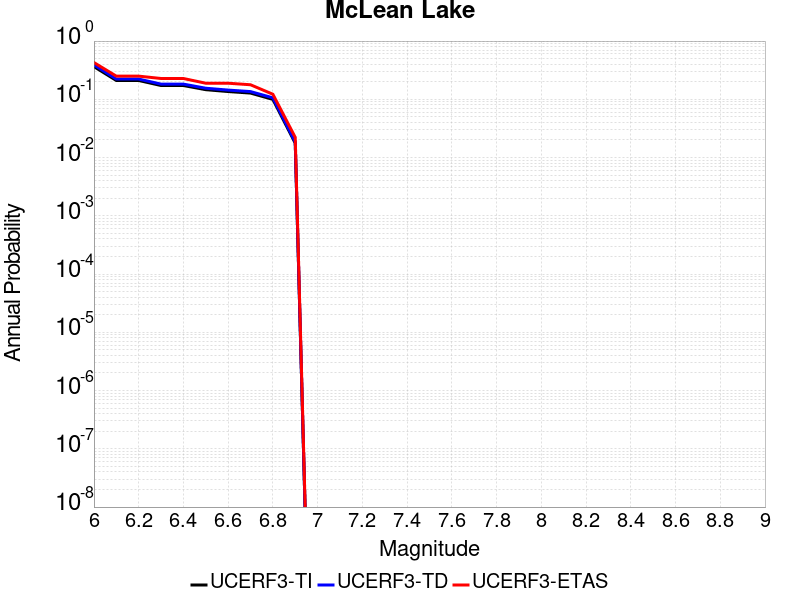 McLean Lake
10^0
10^-1
10^-2
10^-3
10^-4
10^-5
10^-6
10^-7
10^-8
Annual Probability
6 6.2 6.4 6.6 6.8 7 7.2 7.4 7.6 7.8 8 8.2 8.4 8.6 8.8 9
Magnitude
UCERF3-TI UCERF3-TD UCERF3-ETAS